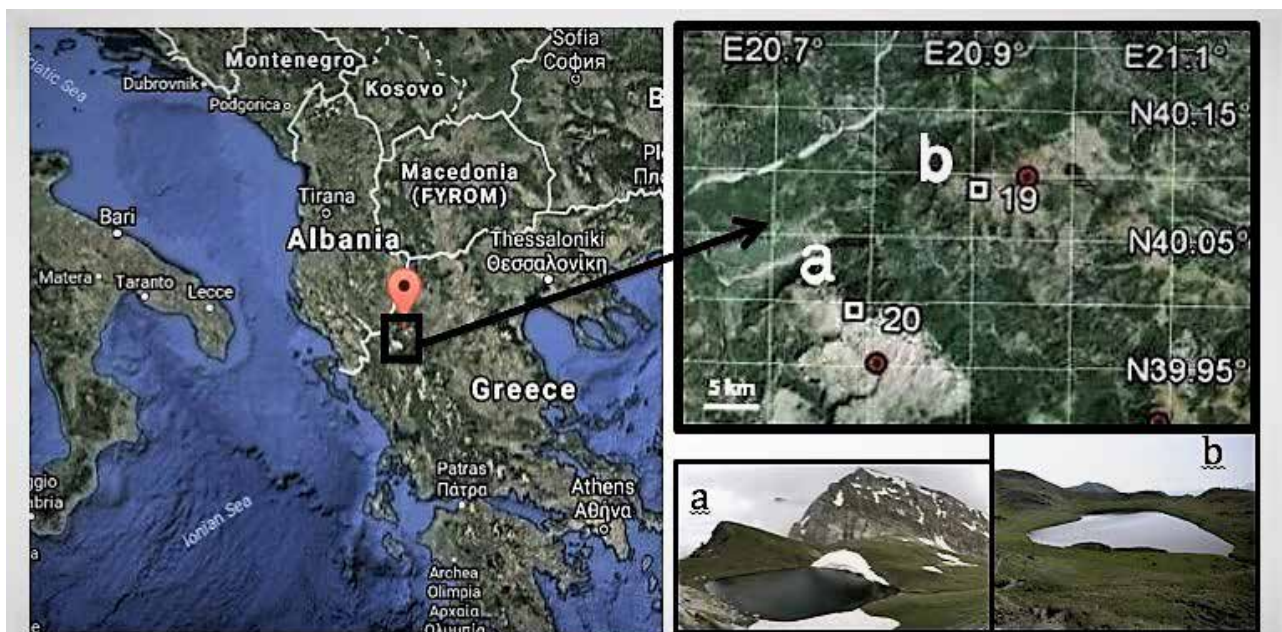 Sofia
София
Montenegro
Dubrovnik
Podgorica
Kosovo
Macedonia
(FYROM)
Tirana
Bari
Albania
Thessaloniki
Θεσσαλονίκη
Matera
Taranto
Lecce
Greece
Patras
Πάτρα
Athens
Αθήνα
Ionian Sea
Archea
Olimpia
Αρχαία
E20.7°
E20.9°
E21.1°
N40.15°
b
19
N40.05°
a
20
N39.95°
5 km
a
b